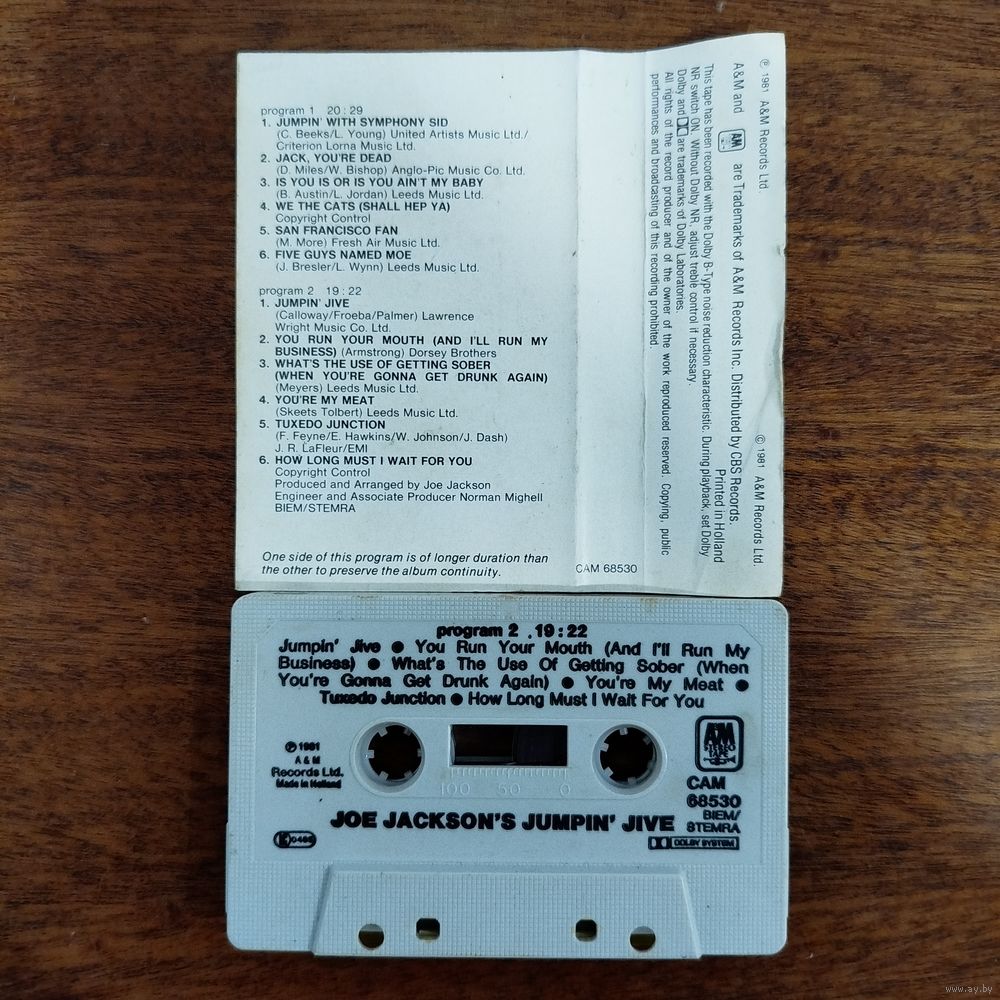 program 1 20 : 29
1. JUMPIN' WITH SYMPHONY SID
(C. Beeks/L. Young) United Artists Music Ltd./
Criterion Lorna Music Ltd.
2. JACK, YOU'RE DEAD
(D. Miles/W. Bishop) Anglo-Pic Music Co. Ltd.
3. IS YOU IS OR IS YOU AIN'T MY BABY
(B. Austin/L. Jordan) Leeds Music Ltd.
4. WE THE CATS (SHALL HEP YA)
Copyright Control
5. SAN FRANCISCO FAN
(M. More) Fresh Air Music Ltd.
6. FIVE GUYS NAMED MOE
(J. Bresler/L. Wynn) Leeds Music Ltd.
program 2 19 : 22
1. JUMPIN' JIVE
(Calloway/Froeba/Palmer) Lawrence
Wright Music Co. Ltd.
2. YOU RUN YOUR MOUTH (AND I'LL RUN MY
BUSINESS) (Armstrong) Dorsey Brothers
3. WHAT'S THE USE OF GETTING SOBER
(WHEN YOU'RE GONNA GET DRUNK AGAIN)
(Meyers) Leeds Music Ltd.
4. YOU'RE MY MEAT
(Skeets Tolbert) Leeds Music Ltd.
5. TUXEDO JUNCTION
(F. Feyne/E. Hawkins/W. Johnson/J. Dash)
J. R. LaFleur/EMI
6. HOW LONG MUST I WAIT FOR YOU
Copyright Control
Produced and Arranged by Joe Jackson
Engineer and Associate Producer Norman Mighell
BIEM/STEMRA
One side of this program is of longer duration than
the other to preserve the album continuity.
CAM 68530
℗ 1981 A&M Records Ltd. © 1981 A&M Records Ltd.
A&M and AM are Trademarks of A&M Records Inc. Distributed by CBS Records.
Printed in Holland
This tape has been recorded with the Dolby B-Type noise reduction characteristic. During playback, set Dolby
NR switch ON. Without Dolby NR, adjust treble control if necessary.
Dolby and are trademarks of Dolby Laboratories.
All rights of the record producer and of the owner of the work reproduced reserved. Copying, public
performances and broadcasting of this recording prohibited.
program 2 19 : 22
Jumpin' Jive ● You Run Your Mouth (And I'll Run My
Business) ● What's The Use Of Getting Sober (When
You're Gonna Get Drunk Again) ● You're My Meat ●
Tuxedo Junction ● How Long Must I Wait For You
℗ 1981
A & M
Records Ltd.
Made in Holland
AM
STEREO
TAPE
CAM
68530
BIEM/
STEMRA
100 50 0
JOE JACKSON'S JUMPIN' JIVE
DOLBY SYSTEM
www.ay.by